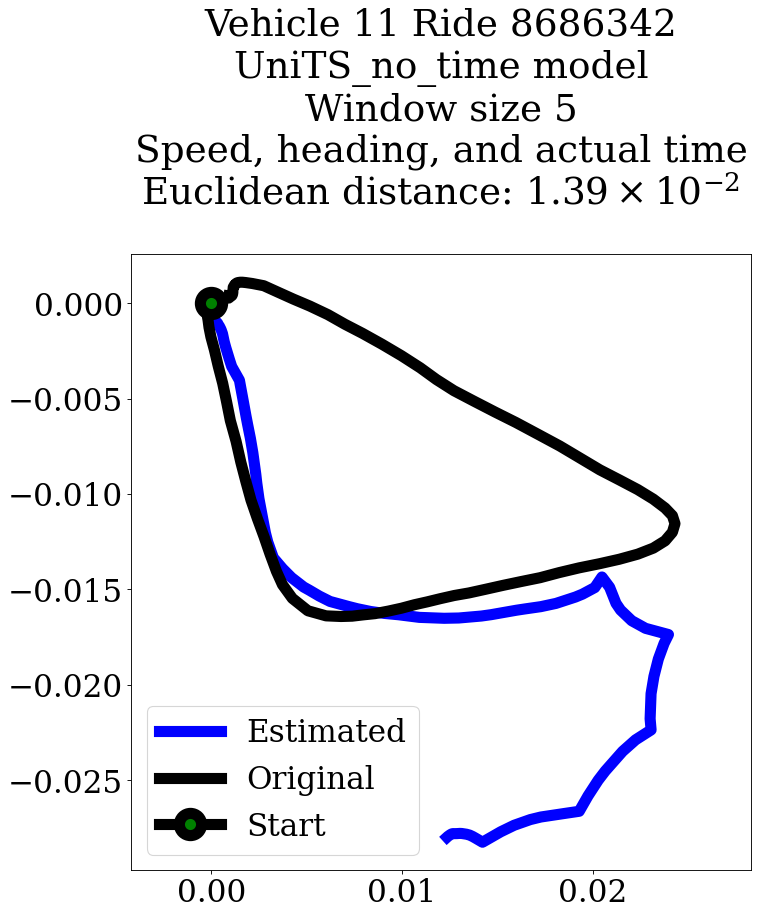 Vehicle 11 Ride 8686342
UniTS_no_time model
Window size 5
Speed, heading, and actual time
Euclidean distance: 1.39 × 10⁻²
0.000
−0.005
−0.010
−0.015
−0.020
−0.025
Estimated
Original
Start
0.00 0.01 0.02